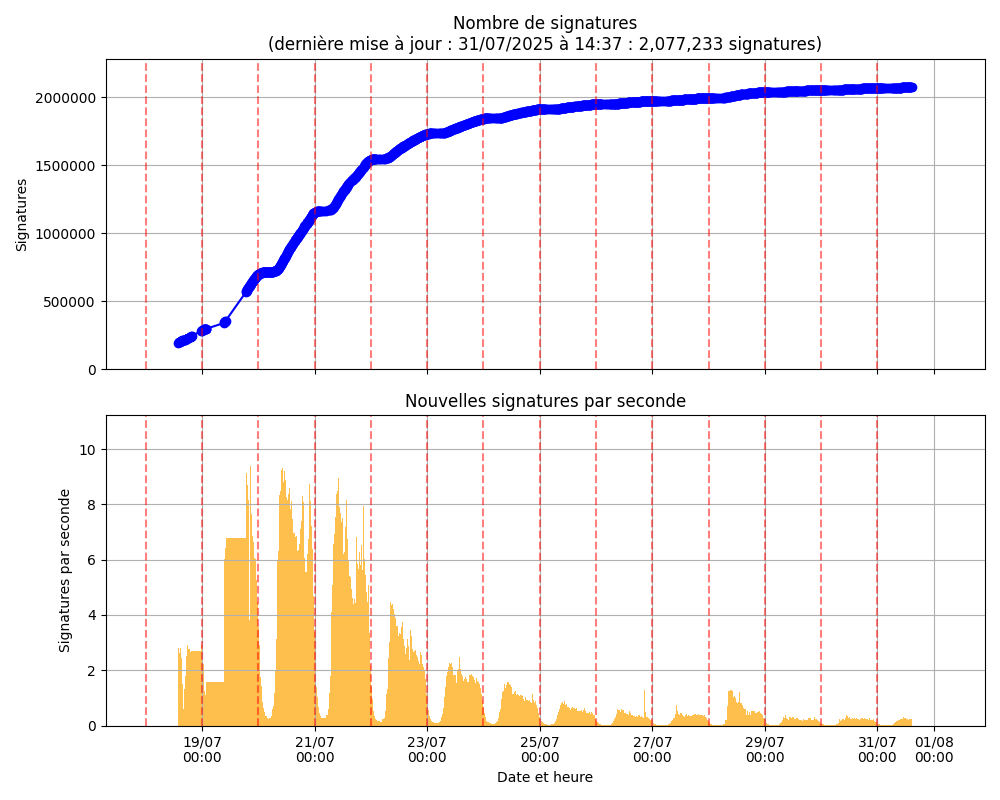 Nombre de signatures
(dernière mise à jour : 31/07/2025 à 14:37 : 2,077,233 signatures)
2000000
1500000
1000000
500000
0
Signatures
Nouvelles signatures par seconde
10
8
6
4
2
0
Signatures par seconde
19/07 21/07 23/07 25/07 27/07 29/07 31/07 01/08
00:00 00:00 00:00 00:00 00:00 00:00 00:00 00:00
Date et heure